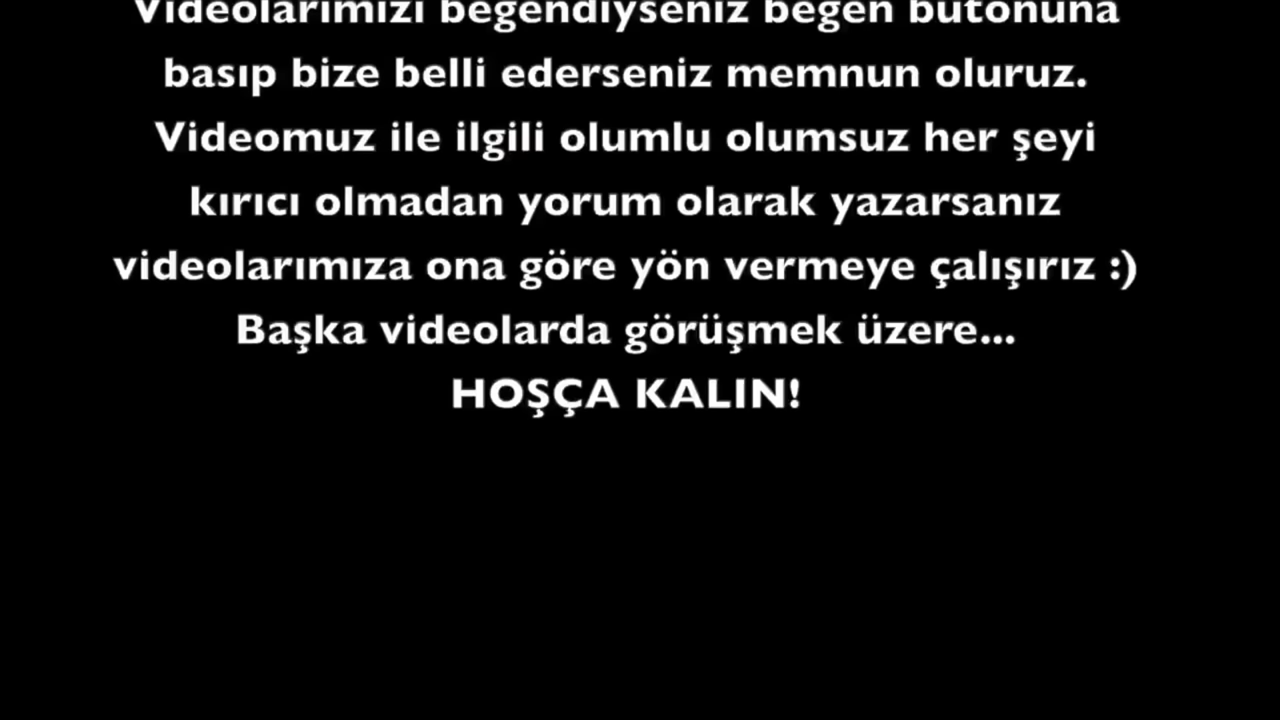 Videolarımızı beğendiyseniz beğen butonuna
basıp bize belli ederseniz memnun oluruz.
Videomuz ile ilgili olumlu olumsuz her şeyi
kırıcı olmadan yorum olarak yazarsanız
videolarımıza ona göre yön vermeye çalışırız :)
Başka videolarda görüşmek üzere...
HOŞÇA KALIN!